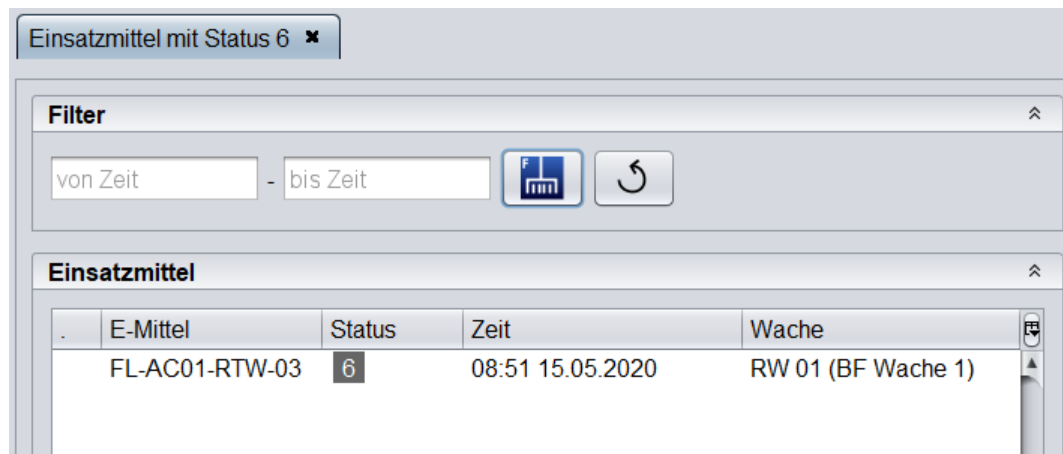 Einsatzmittel mit Status 6
Filter
von Zeit - bis Zeit F
Einsatzmittel
. E-Mittel Status Zeit Wache
FL-AC01-RTW-03 6 08:51 15.05.2020 RW 01 (BF Wache 1)